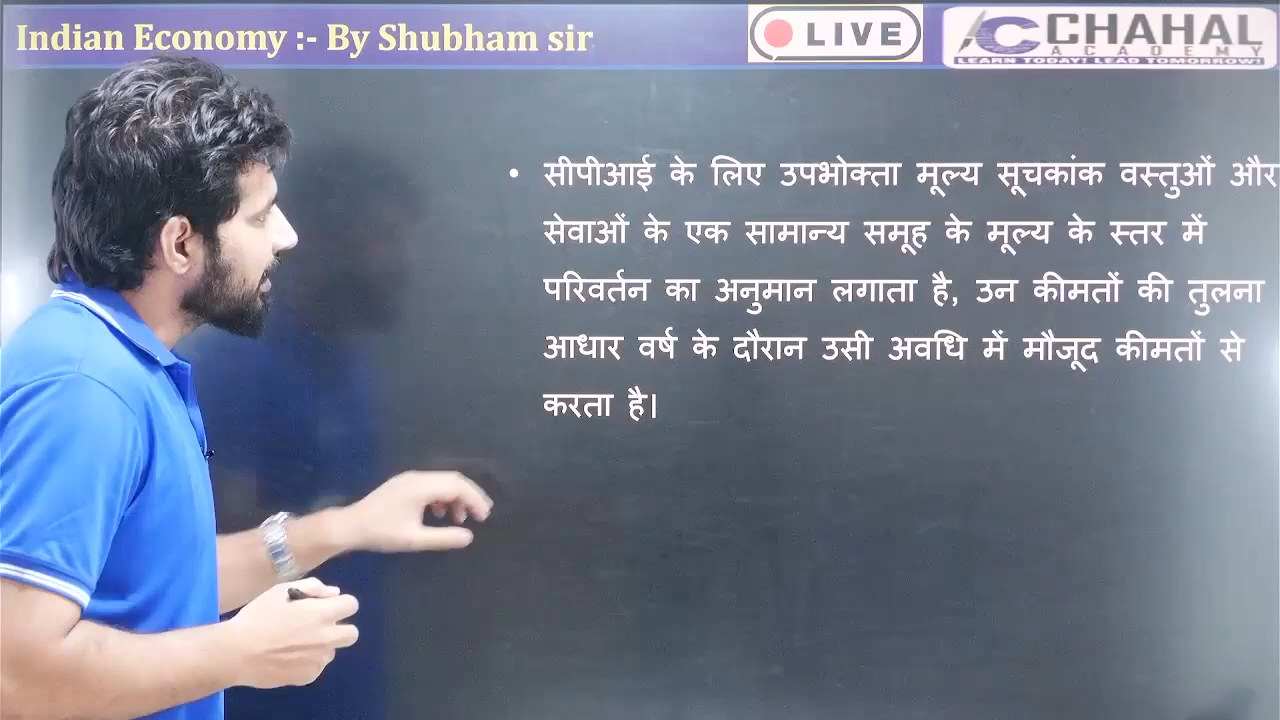 Indian Economy :- By Shubham sir
LIVE
CHAHAL
ACADEMY
LEARN TODAY! LEAD TOMORROW!
• सीपीआई के लिए उपभोक्ता मूल्य सूचकांक वस्तुओं और
सेवाओं के एक सामान्य समूह के मूल्य के स्तर में
परिवर्तन का अनुमान लगाता है, उन कीमतों की तुलना
आधार वर्ष के दौरान उसी अवधि में मौजूद कीमतों से
करता है।